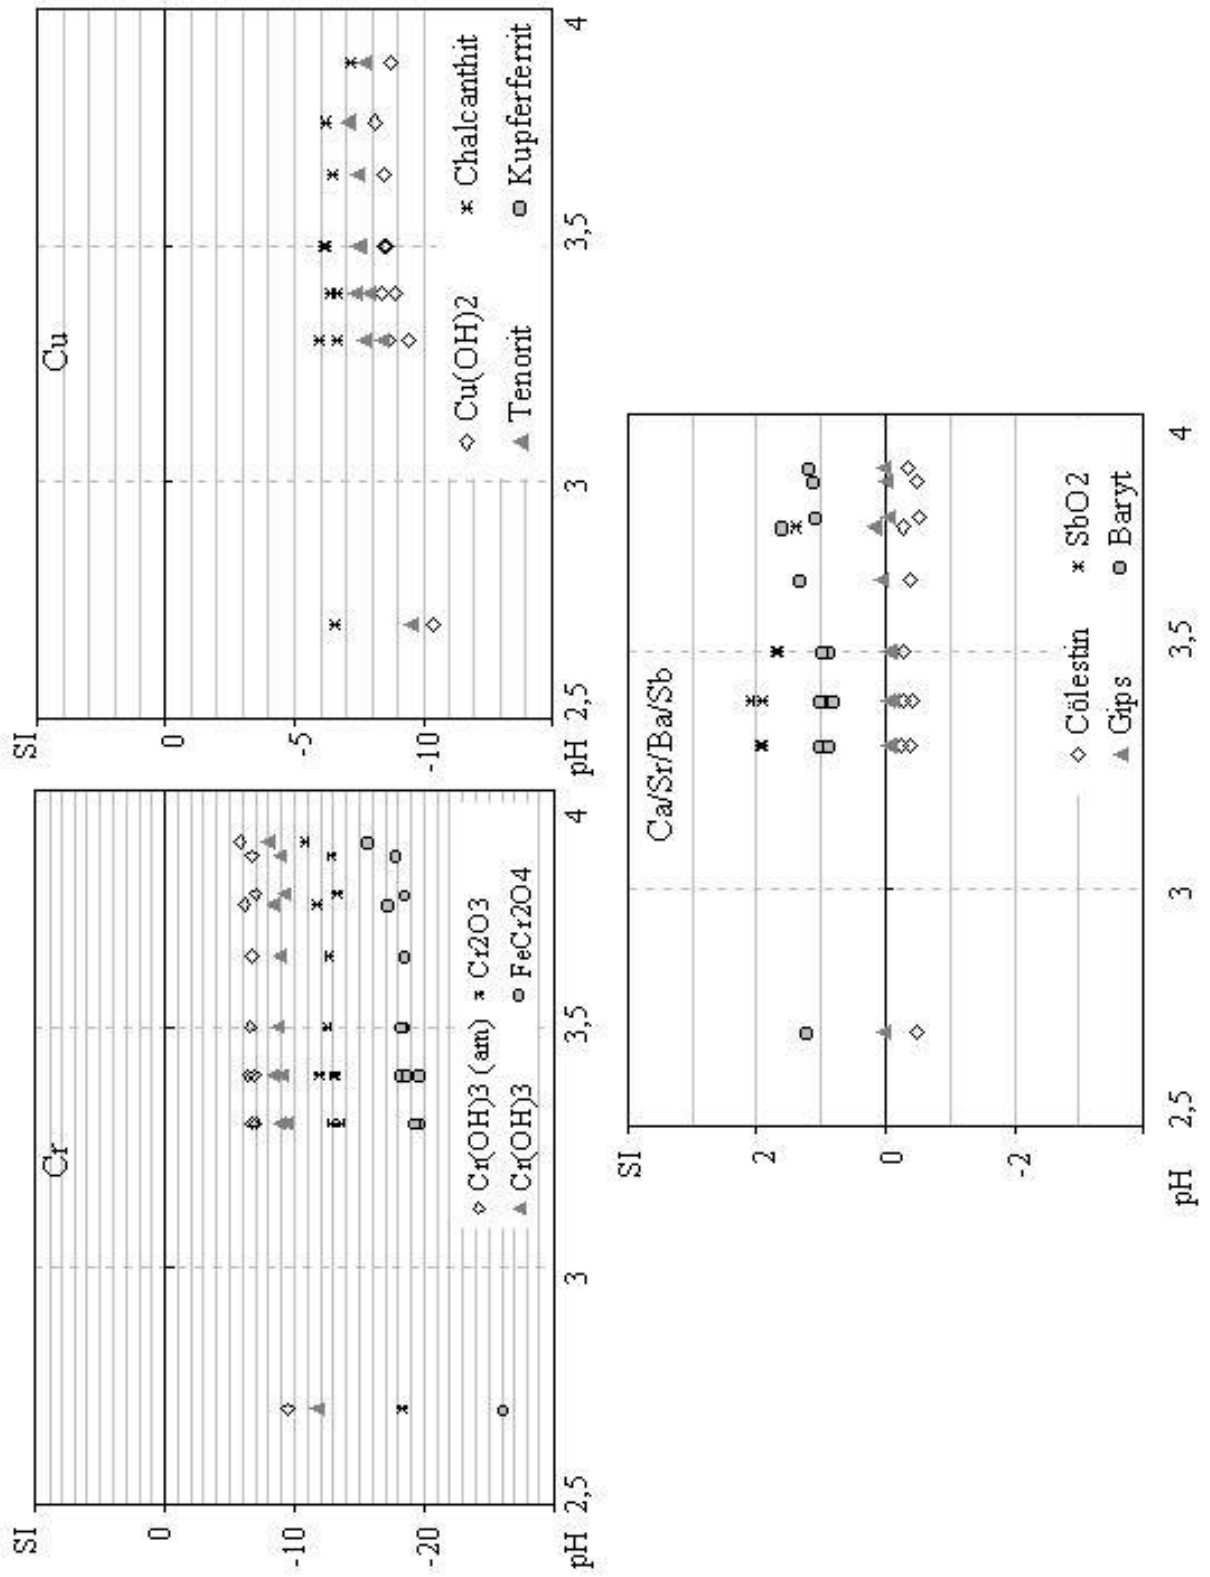 Cr
SI
0
-10
-20
pH
2,5
3
3,5
4
Cr(OH)3 (am)
Cr2O3
Cr(OH)3
FeCr2O4
Cu
SI
0
-5
-10
pH
2,5
3
3,5
4
Cu(OH)2
Chalcanthit
Tenorit
Kupferferrit
Ca/Sr/Ba/Sb
SI
2
0
-2
pH
2,5
3
3,5
4
Cölestin
SbO2
Gips
Baryt